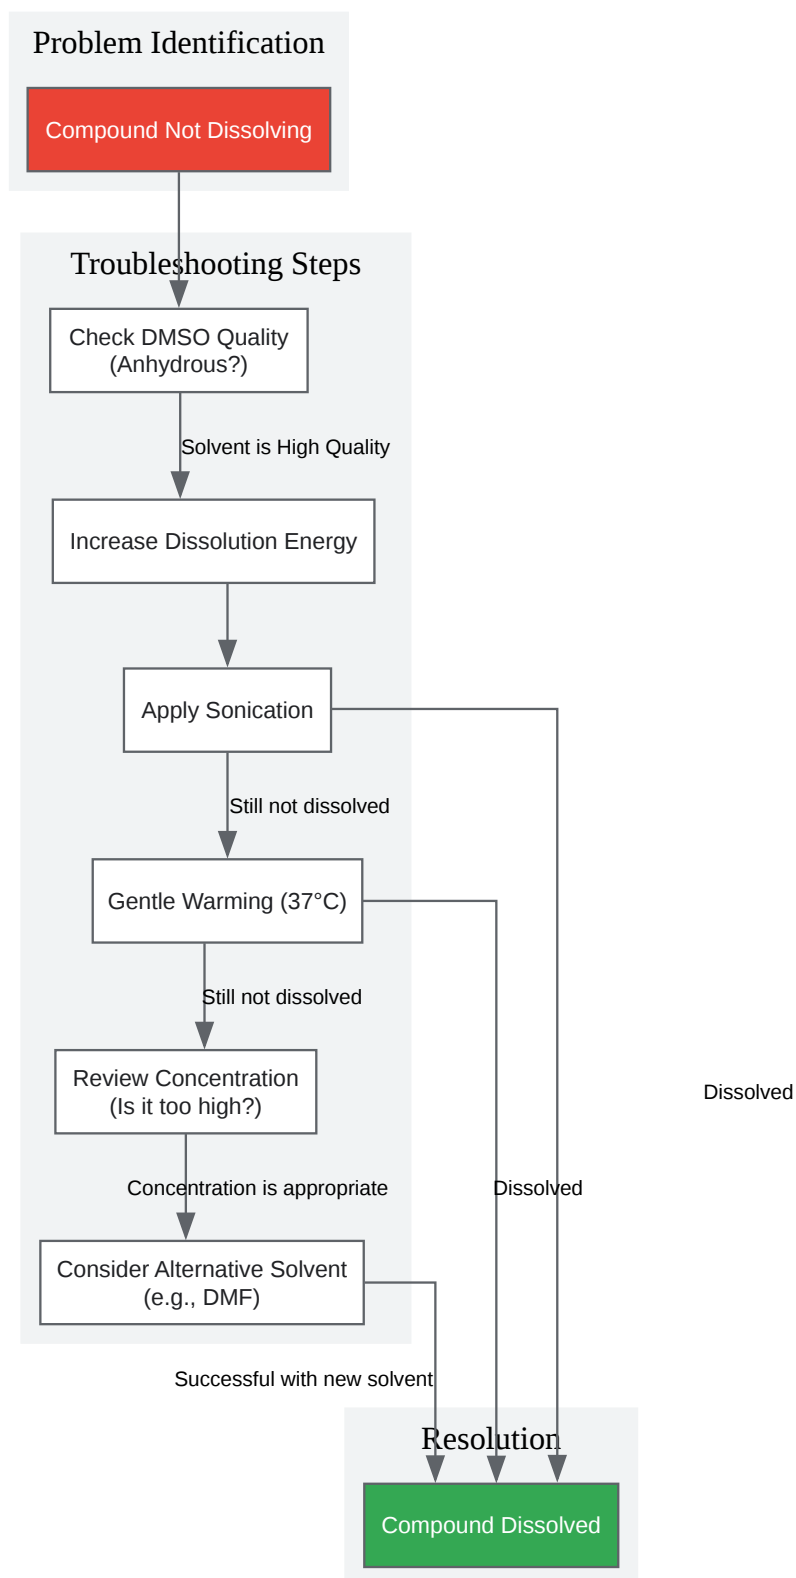 Problem Identification
Compound Not Dissolving
Troubleshooting Steps
Check DMSO Quality
(Anhydrous?)
Solvent is High Quality
Increase Dissolution Energy
Apply Sonication
Still not dissolved
Gentle Warming (37°C)
Still not dissolved
Review Concentration
(Is it too high?)
Dissolved
Concentration is appropriate
Dissolved
Consider Alternative Solvent
(e.g., DMF)
Successful with new solvent
Resolution
Compound Dissolved